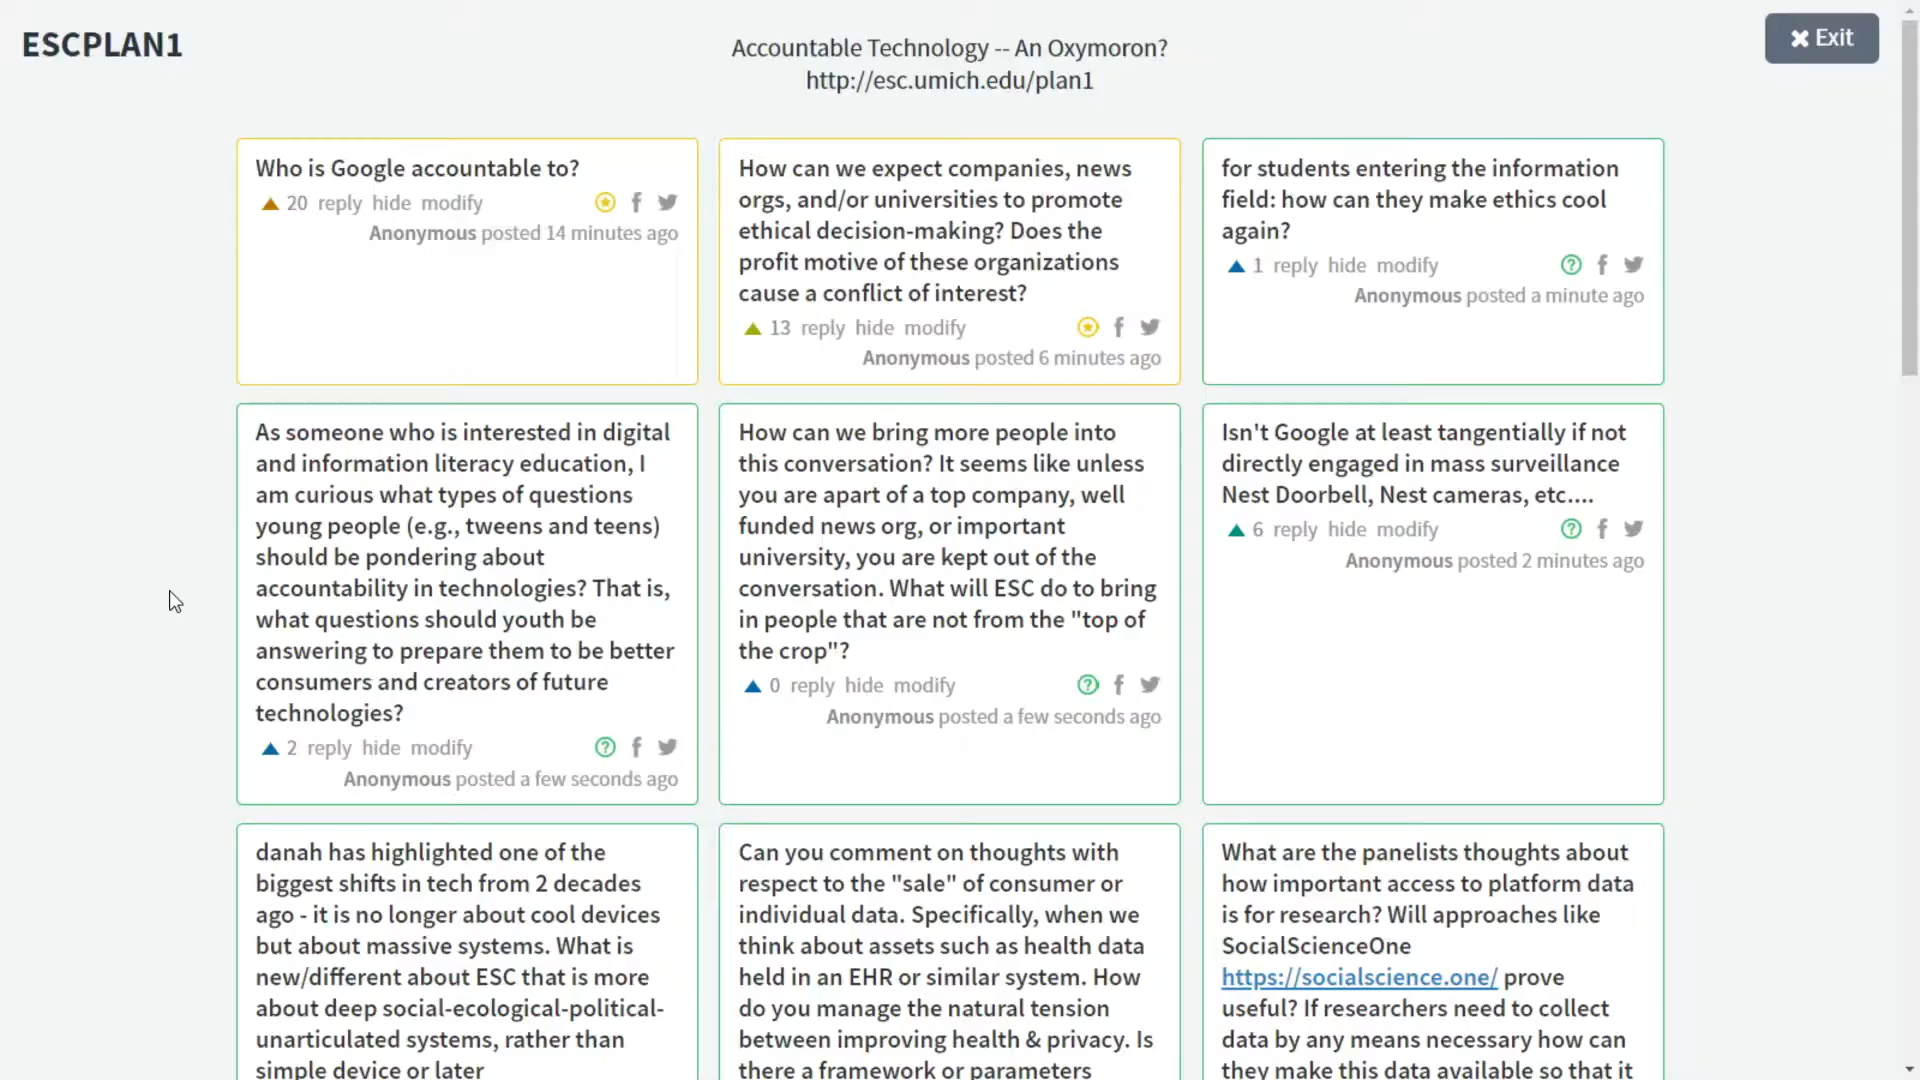 ESCPLAN1
Accountable Technology -- An Oxymoron?
http://esc.umich.edu/plan1
Exit
Who is Google accountable to?
20 reply hide modify
Anonymous posted 14 minutes ago
How can we expect companies, news
orgs, and/or universities to promote
ethical decision-making? Does the
profit motive of these organizations
cause a conflict of interest?
13 reply hide modify
Anonymous posted 6 minutes ago
for students entering the information
field: how can they make ethics cool
again?
1 reply hide modify
Anonymous posted a minute ago
As someone who is interested in digital
and information literacy education, I
am curious what types of questions
young people (e.g., tweens and teens)
should be pondering about
accountability in technologies? That is,
what questions should youth be
answering to prepare them to be better
consumers and creators of future
technologies?
2 reply hide modify
Anonymous posted a few seconds ago
How can we bring more people into
this conversation? It seems like unless
you are apart of a top company, well
funded news org, or important
university, you are kept out of the
conversation. What will ESC do to bring
in people that are not from the "top of
the crop"?
0 reply hide modify
Anonymous posted a few seconds ago
Isn't Google at least tangentially if not
directly engaged in mass surveillance
Nest Doorbell, Nest cameras, etc....
6 reply hide modify
Anonymous posted 2 minutes ago
danah has highlighted one of the
biggest shifts in tech from 2 decades
ago - it is no longer about cool devices
but about massive systems. What is
new/different about ESC that is more
about deep social-ecological-political-
unarticulated systems, rather than
simple device or later
Can you comment on thoughts with
respect to the "sale" of consumer or
individual data. Specifically, when we
think about assets such as health data
held in an EHR or similar system. How
do you manage the natural tension
between improving health & privacy. Is
there a framework or parameters
What are the panelists thoughts about
how important access to platform data
is for research? Will approaches like
SocialScienceOne
https://socialscience.one/ prove
useful? If researchers need to collect
data by any means necessary how can
they make this data available so that it